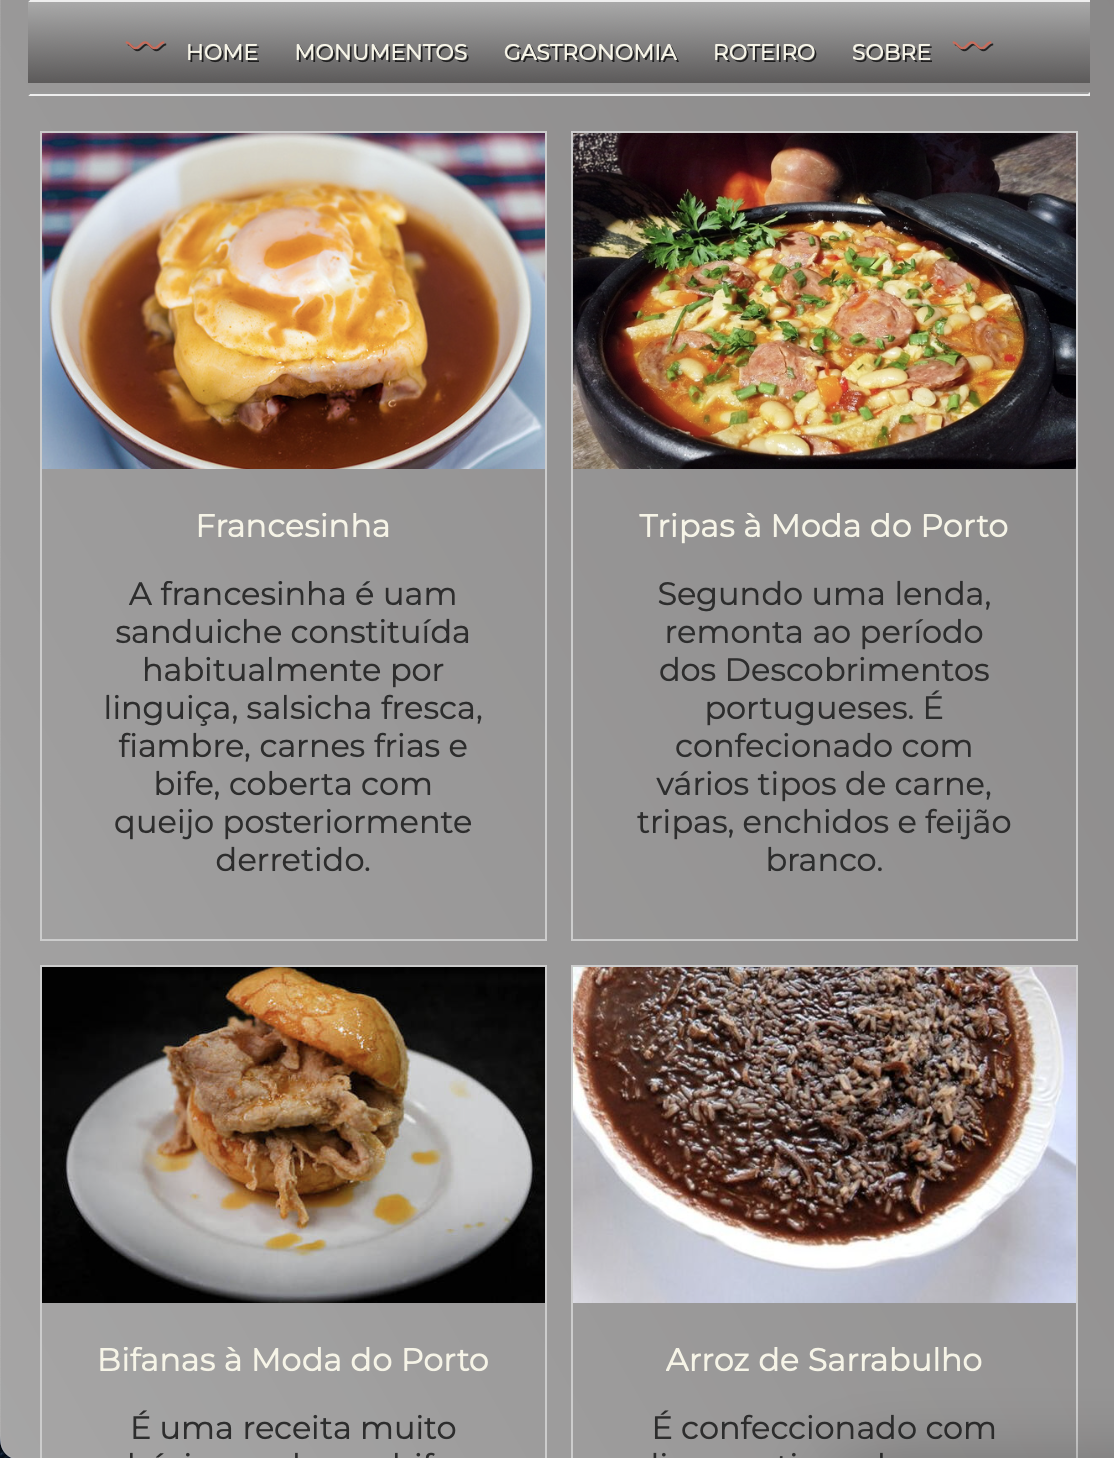 HOME MONUMENTOS GASTRONOMIA ROTEIRO SOBRE
Francesinha
A francesinha é uam
sanduiche constituída
habitualmente por
linguiça, salsicha fresca,
fiambre, carnes frias e
bife, coberta com
queijo posteriormente
derretido.
Tripas à Moda do Porto
Segundo uma lenda,
remonta ao período
dos Descobrimentos
portugueses. É
confecionado com
vários tipos de carne,
tripas, enchidos e feijão
branco.
Bifanas à Moda do Porto
É uma receita muito
Arroz de Sarrabulho
É confeccionado com